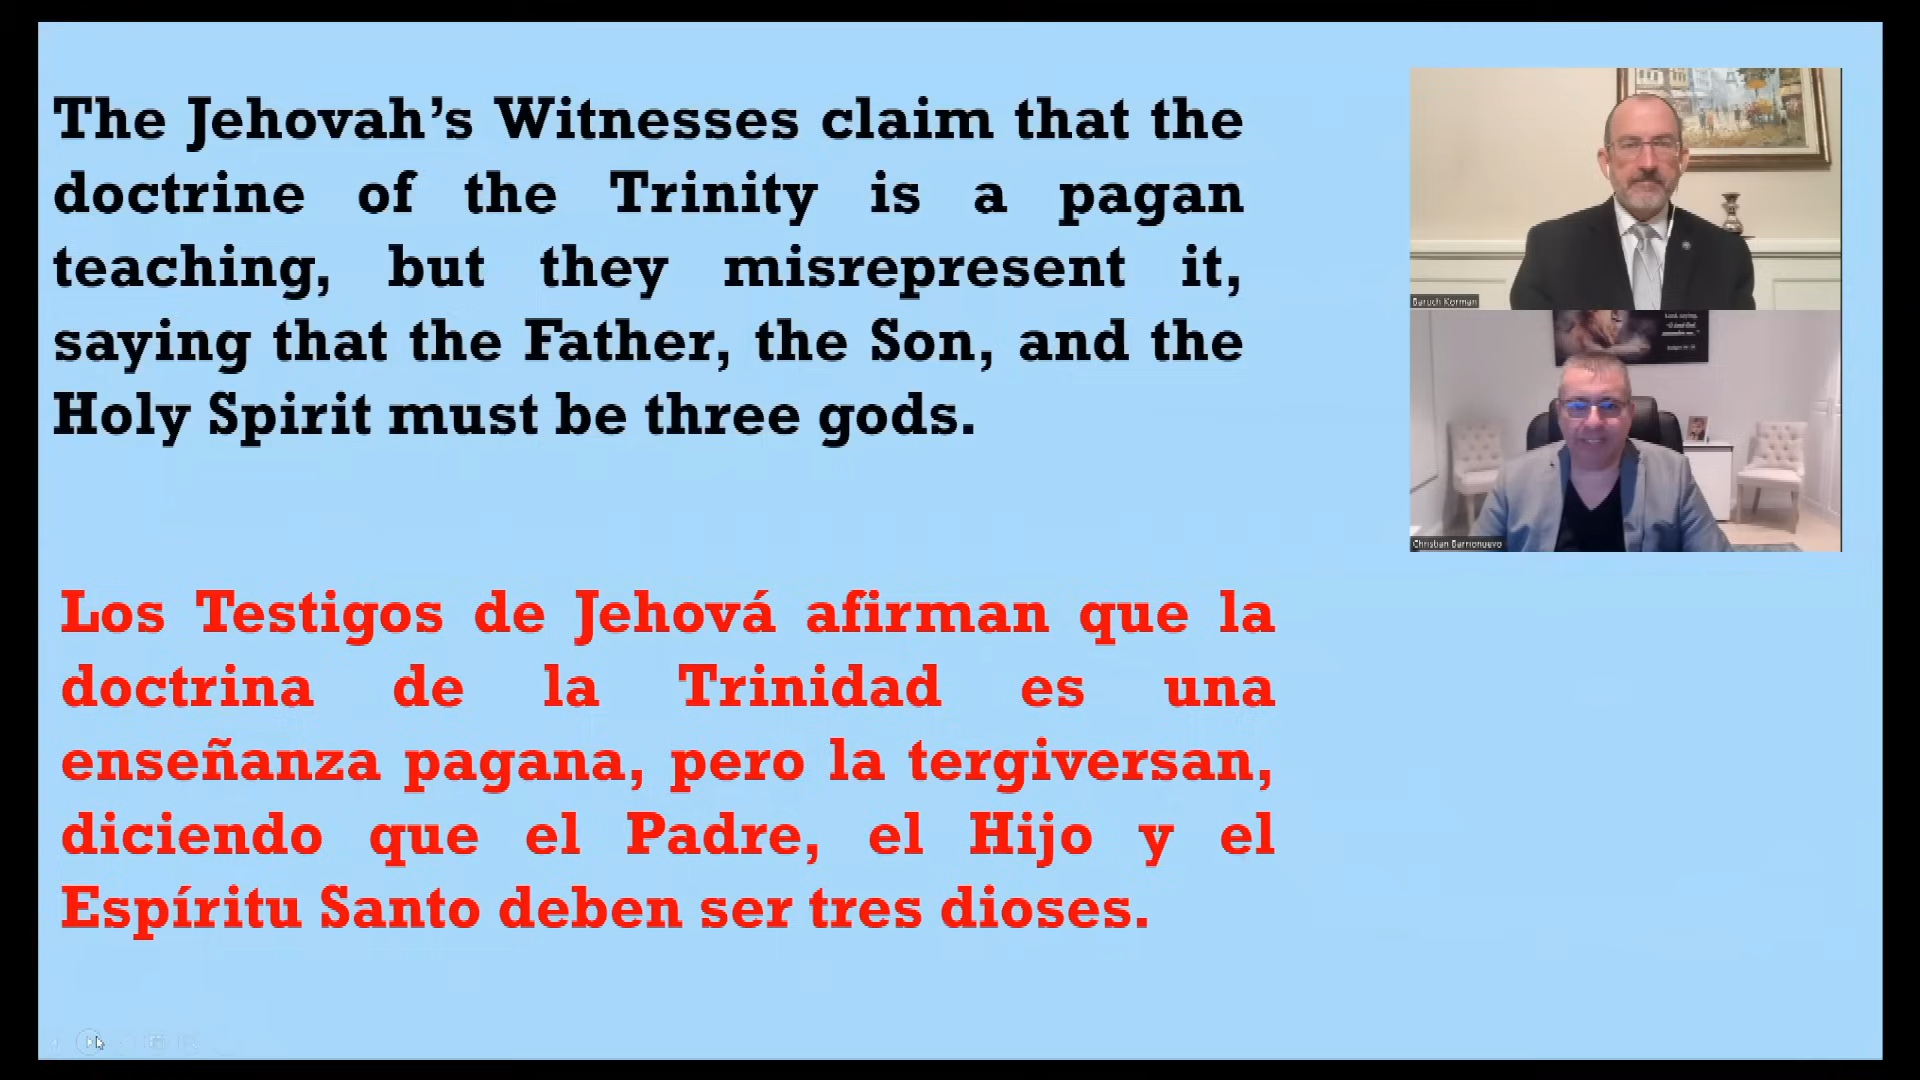 The Jehovah’s Witnesses claim that the
doctrine of the Trinity is a pagan
teaching, but they misrepresent it,
saying that the Father, the Son, and the
Holy Spirit must be three gods.
Baruch Korman
Christian Barrionuevo
Los Testigos de Jehová afirman que la
doctrina de la Trinidad es una
enseñanza pagana, pero la tergiversan,
diciendo que el Padre, el Hijo y el
Espíritu Santo deben ser tres dioses.